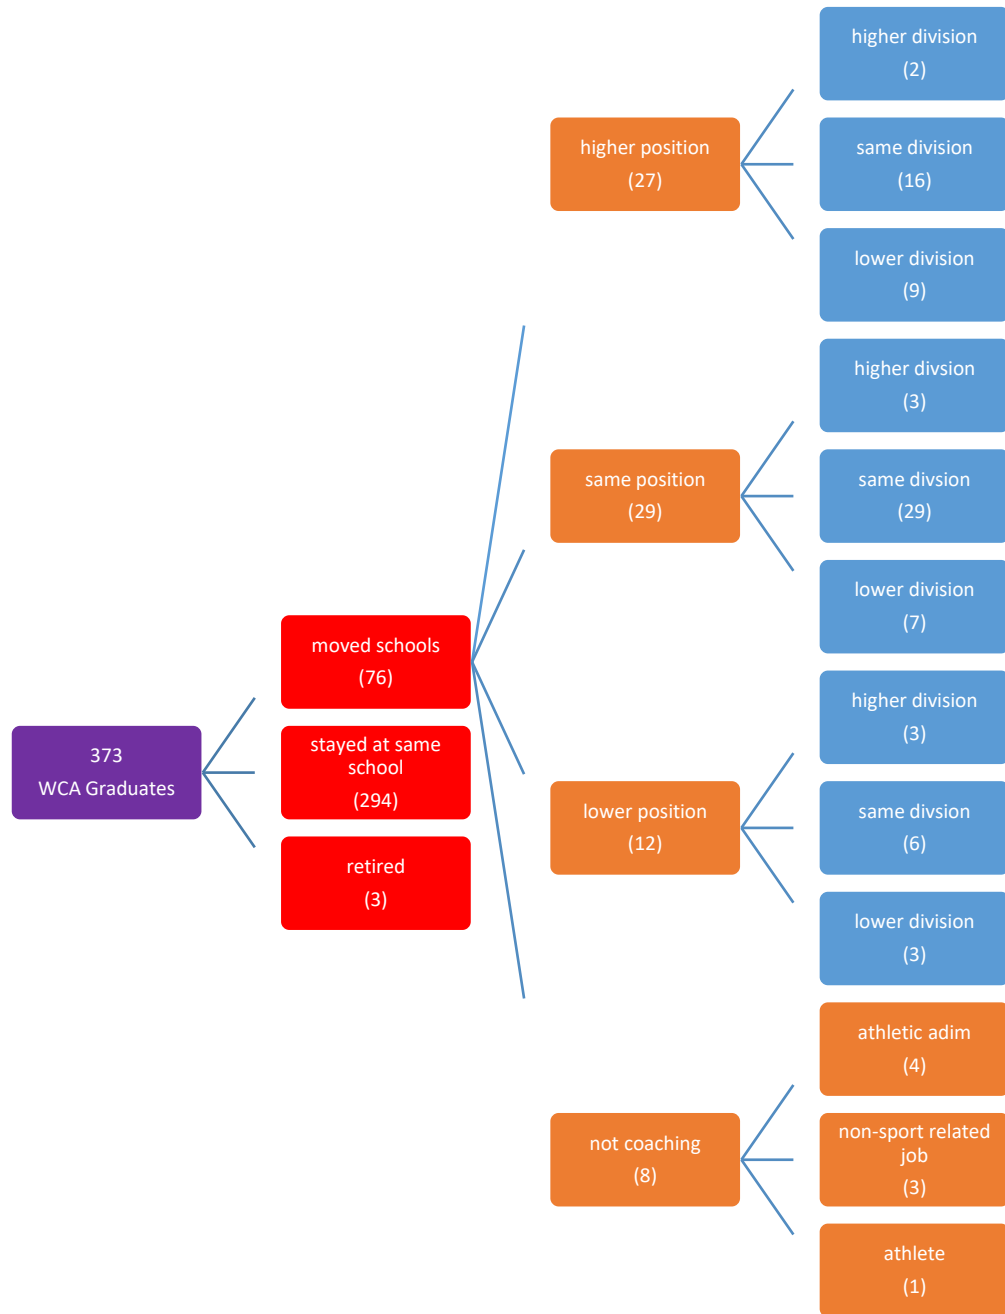 373
WCA Graduates
moved schools
(76)
stayed at same
school
(294)
retired
(3)
higher position
(27)
higher division
(2)
same division
(16)
lower division
(9)
same position
(29)
higher divsion
(3)
same divsion
(29)
lower division
(7)
lower position
(12)
higher division
(3)
same divsion
(6)
lower division
(3)
not coaching
(8)
athletic adim
(4)
non-sport related
job
(3)
athlete
(1)